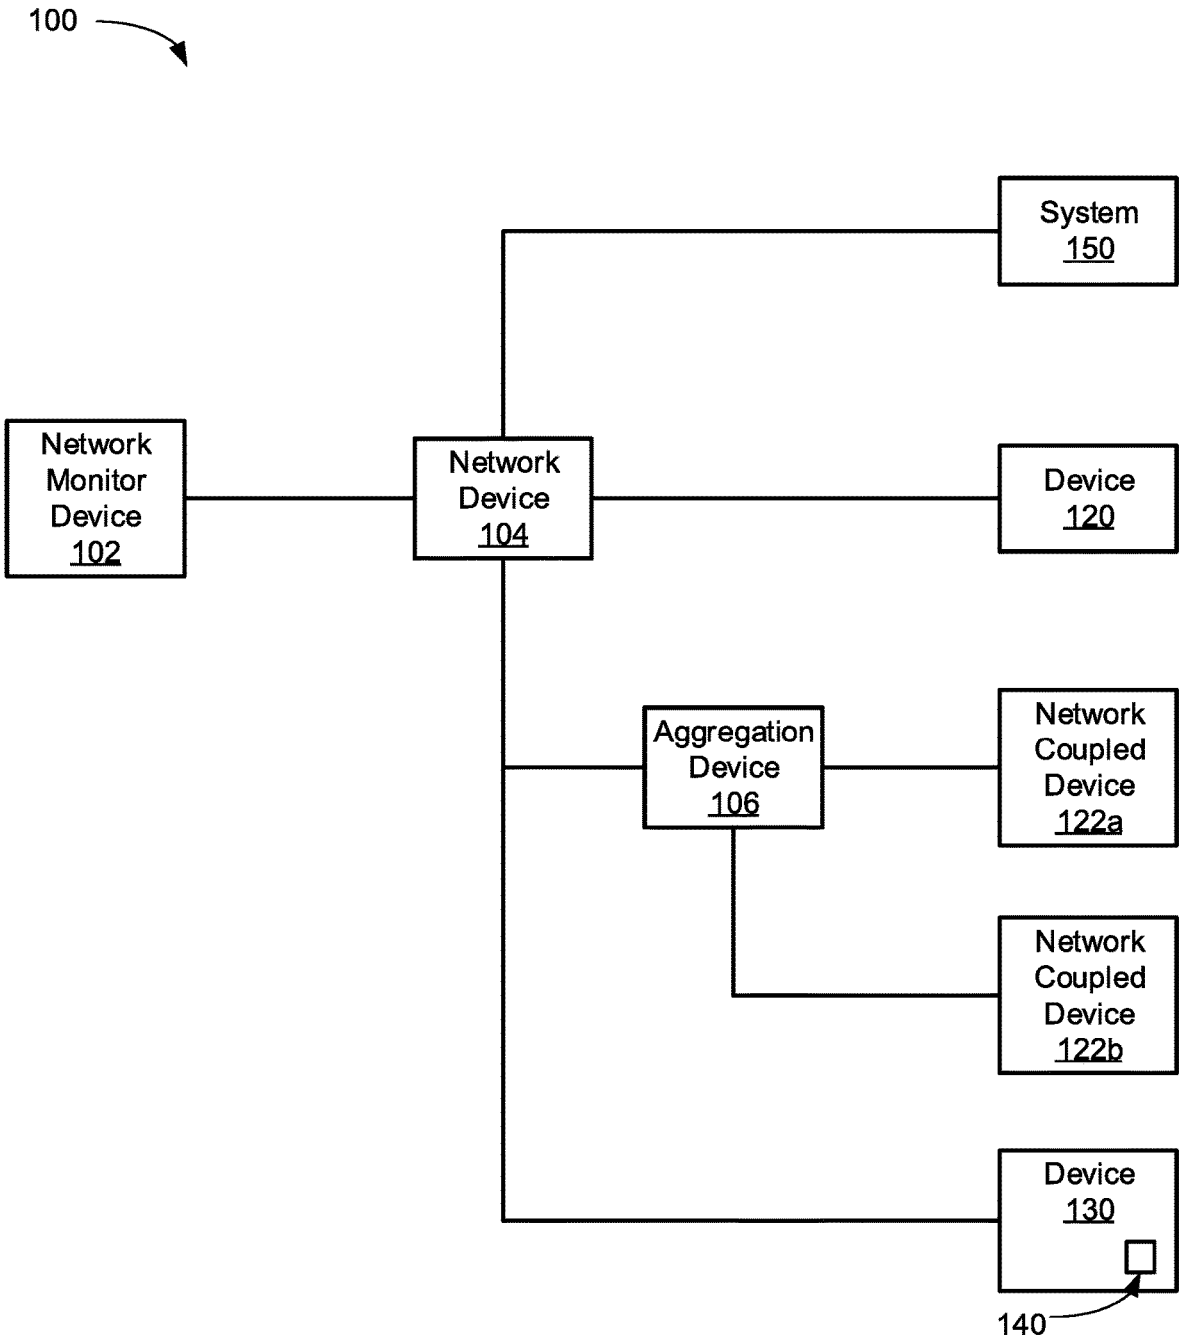 100
System
150
Network
Monitor
Device
102
Network
Device
104
Device
120
Aggregation
Device
106
Network
Coupled
Device
122a
Network
Coupled
Device
122b
Device
130
140